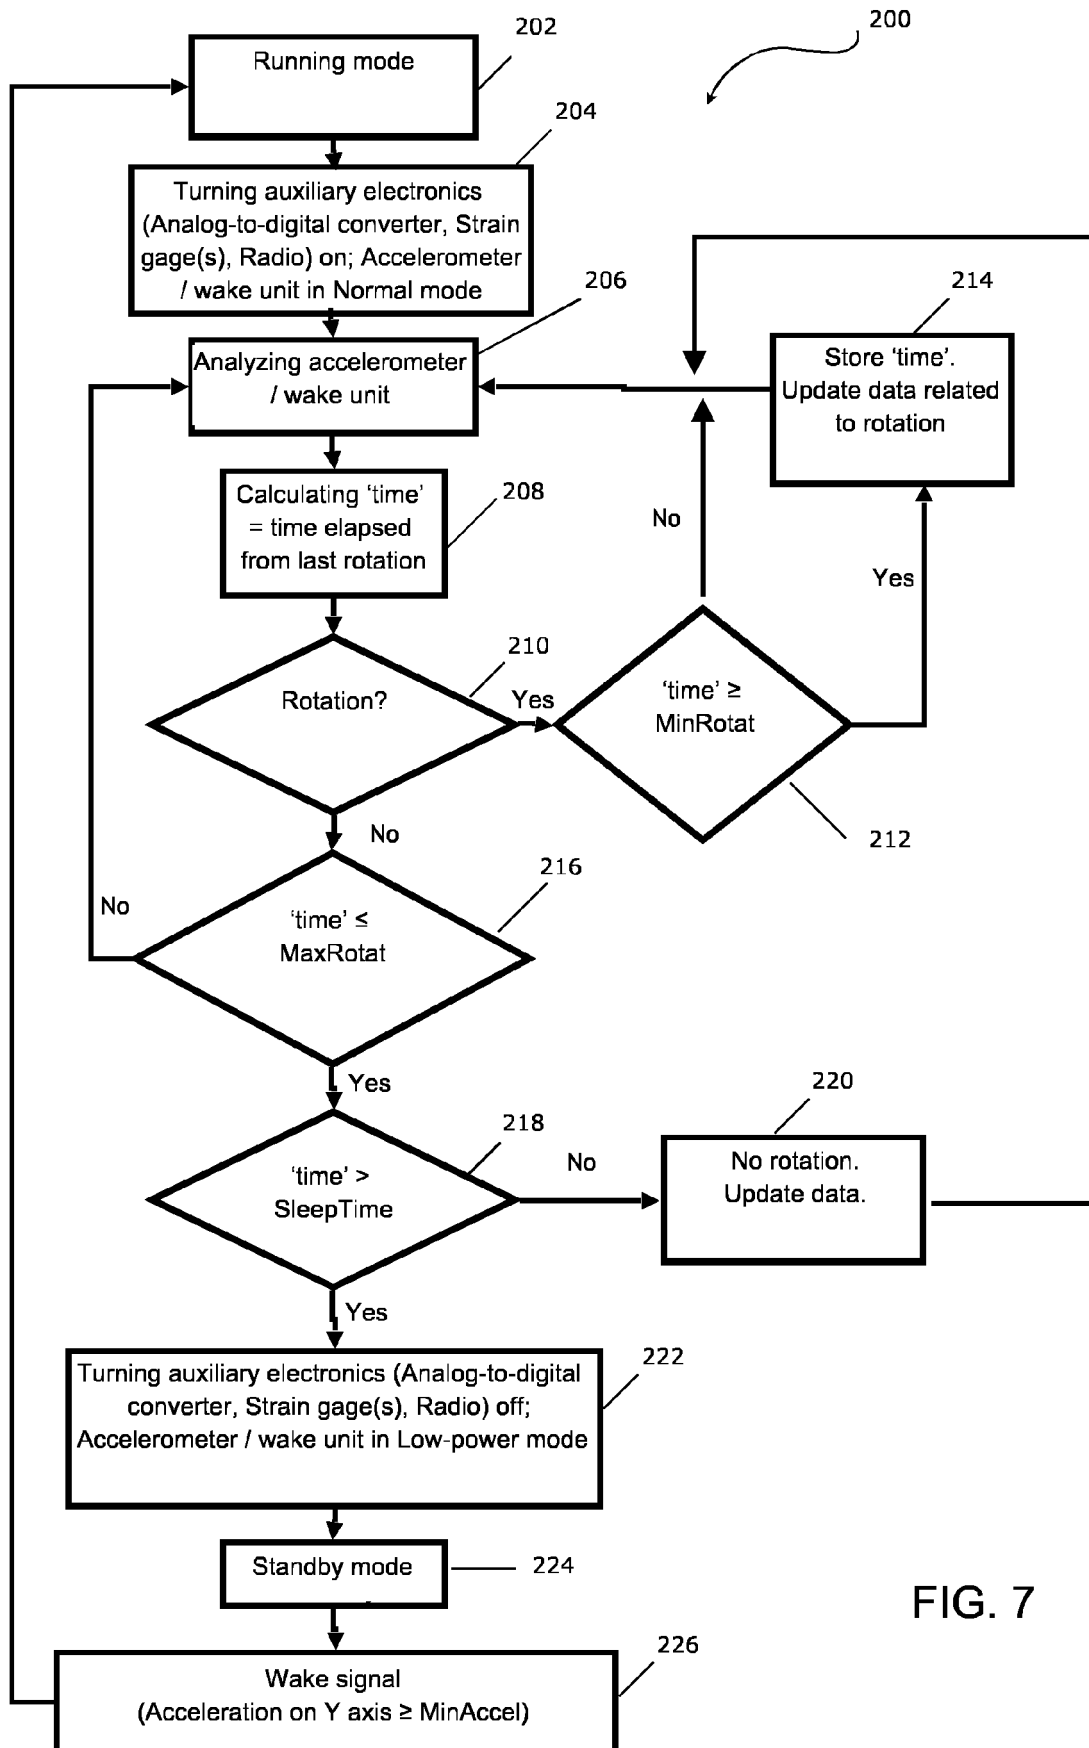 200
202
Running mode
204
Turning auxiliary electronics
(Analog-to-digital converter, Strain
gage(s), Radio) on; Accelerometer
/ wake unit in Normal mode
206
Analyzing accelerometer
/ wake unit
214
Store ‘time’.
Update data related
to rotation
208
Calculating ‘time’
= time elapsed
from last rotation
No
Yes
210
Rotation?
Yes
‘time’ ≥
MinRotat
212
No
216
‘time’ ≤
MaxRotat
No
Yes
218
‘time’ >
SleepTime
No
220
No rotation.
Update data.
Yes
222
Turning auxiliary electronics (Analog-to-digital
converter, Strain gage(s), Radio) off;
Accelerometer / wake unit in Low-power mode
Standby mode
224
226
Wake signal
(Acceleration on Y axis ≥ MinAccel)
FIG. 7